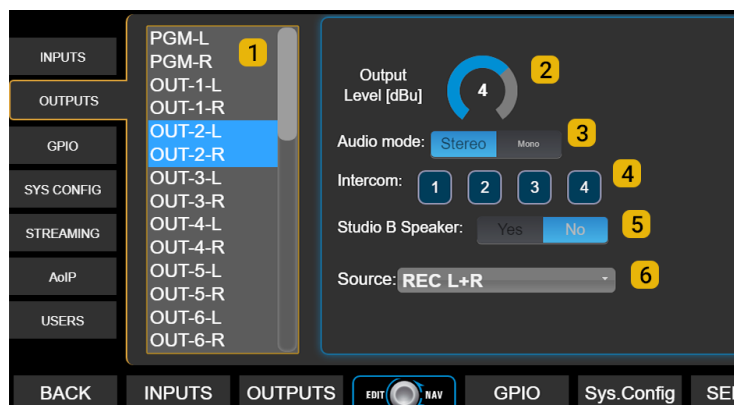 INPUTS
OUTPUTS
GPIO
SYS CONFIG
STREAMING
AoIP
USERS
PGM-L
PGM-R
OUT-1-L
OUT-1-R
OUT-2-L
OUT-2-R
OUT-3-L
OUT-3-R
OUT-4-L
OUT-4-R
OUT-5-L
OUT-5-R
OUT-6-L
OUT-6-R
1
Output
Level [dBu]
4
2
Audio mode: Stereo Mono 3
Intercom: 1 2 3 4 4
Studio B Speaker: Yes No 5
Source: REC L+R 6
BACK INPUTS OUTPUTS EDIT NAV GPIO Sys.Config